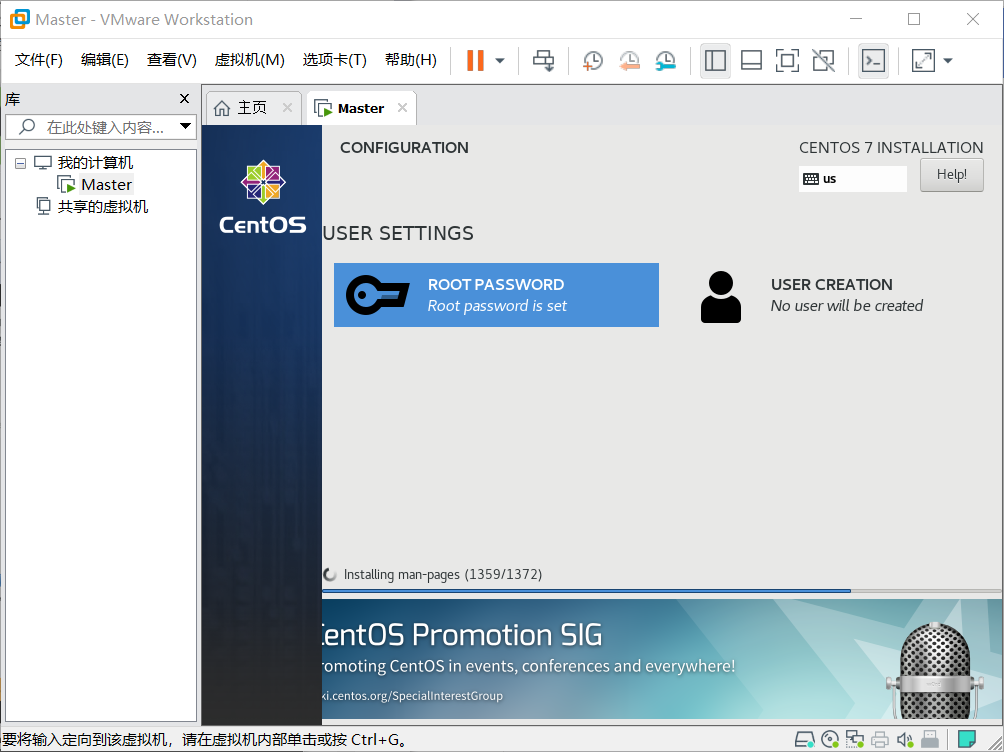 Master - VMware Workstation
文件(F) 编辑(E) 查看(V) 虚拟机(M) 选项卡(T) 帮助(H)
库
在此处键入内容...
我的计算机
Master
共享的虚拟机
主页
Master
CentOS
CONFIGURATION
CENTOS 7 INSTALLATION
us
Help!
USER SETTINGS
ROOT PASSWORD
Root password is set
USER CREATION
No user will be created
Installing man-pages (1359/1372)
CentOS Promotion SIG
romoting CentOS in events, conferences and everywhere!
ki.centos.org/SpecialInterestGroup
要将输入定向到该虚拟机，请在虚拟机内部单击或按 Ctrl+G。